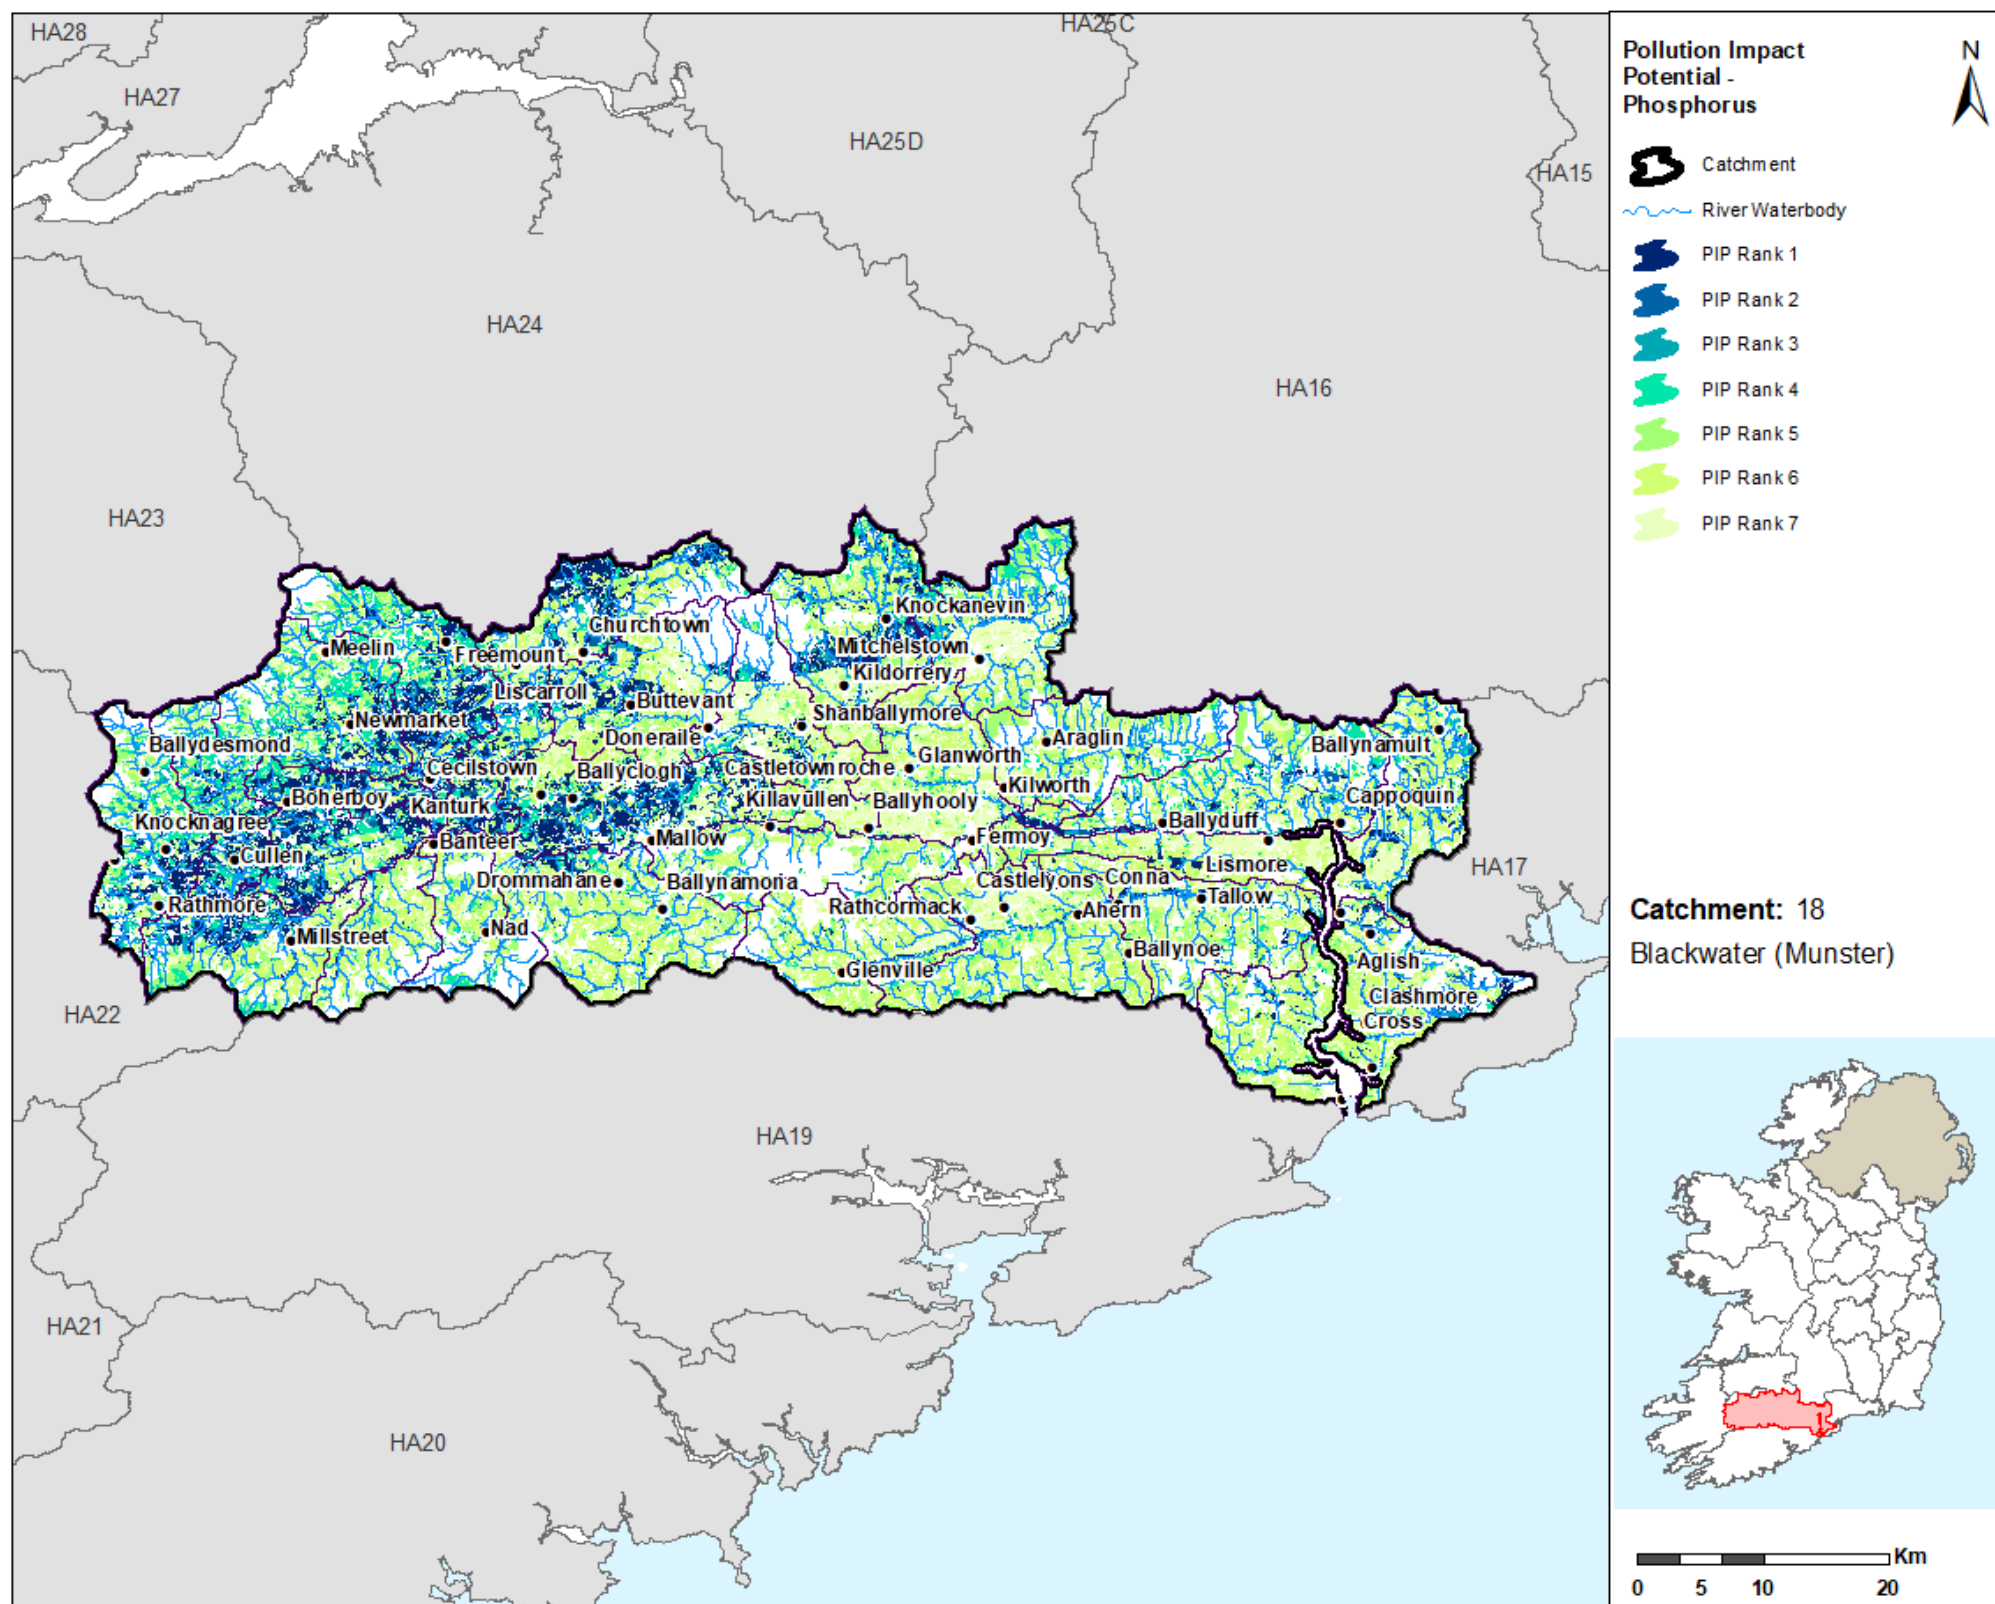 HA28
HA25C
HA27
HA25D
HA15
HA24
HA16
HA23
Knockanevin
Churchtown
Meelin
Freemount
Mitchelstown
Kildorrery
Liscarroll
Buttevant
Newmarket
Shanballymore
Doneraile
Araglin
Ballydesmond
Ballynamult
Glanworth
Cecilstown
Ballyclogh
Castletownroche
Kilworth
Boherboy
Kanturk
Killavullen
Ballyhooly
Cappoquin
Knocknagree
Ballyduff
Banteer
Mallow
Fermoy
Cullen
Lismore
HA17
Drommahane
Ballynamona
Castlelyons
Conna
Rathmore
Rathcormack
Ahern
Tallow
Millstreet
Nad
Ballynoe
Aglish
Glenville
Clashmore
Cross
HA22
HA19
HA21
HA20
Pollution Impact
Potential -
Phosphorus
N
Catchment
River Waterbody
PIP Rank 1
PIP Rank 2
PIP Rank 3
PIP Rank 4
PIP Rank 5
PIP Rank 6
PIP Rank 7
Catchment: 18
Blackwater (Munster)
Km
0 5 10 20